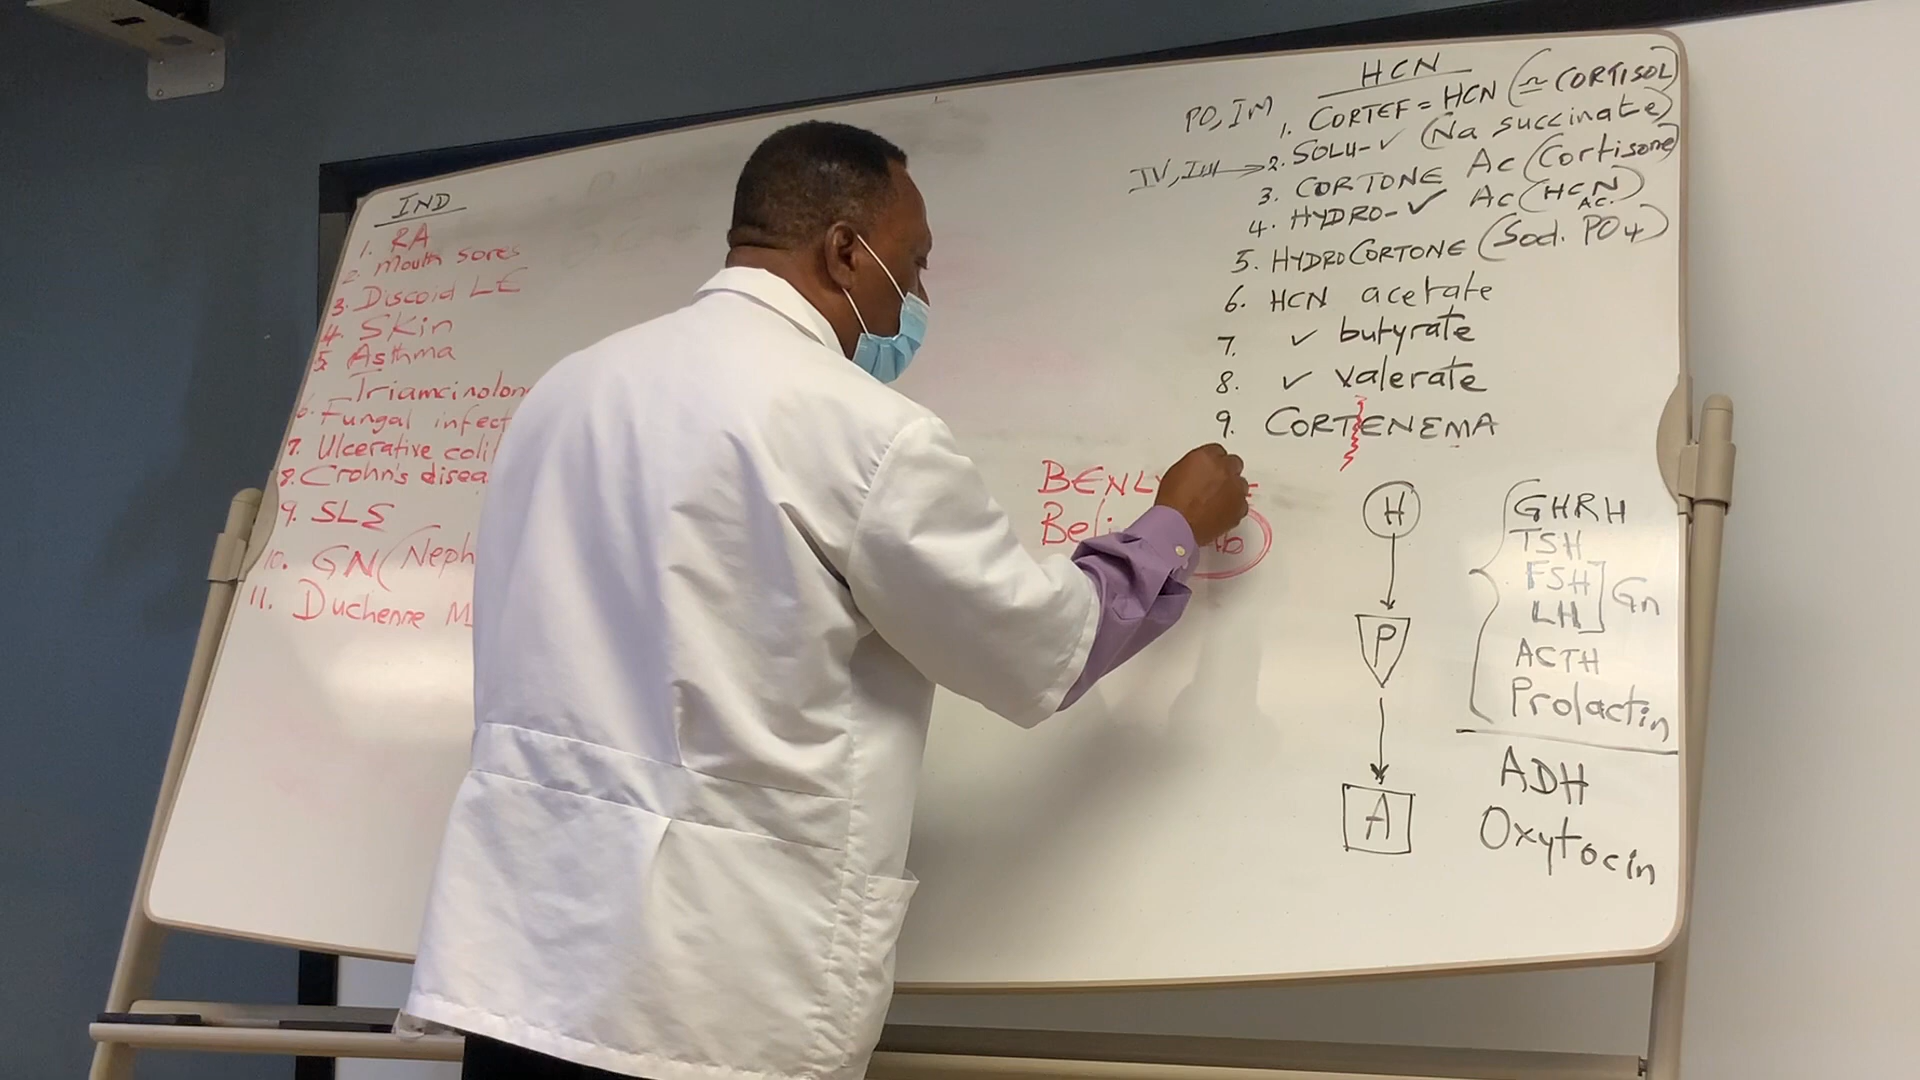 IND
1. RA
2. Mouth sores
3. Discoid LE
4. Skin
5. Asthma
Triamcinolon
6. Fungal infect
7. Ulcerative coli
8. Crohn's disea
9. SLE
10. GN (Neph
11. Duchenne M
BENL
Bel
ab
HCN
PO, IM
1. CORTEF = HCN (≃ CORTISOL)
IV, IM → 2. SOLU- ✓ (Na succinate)
3. CORTONE Ac (Cortisone)
4. HYDRO- ✓ Ac (HCN Ac.)
5. HYDROCORTONE (Sod. PO4)
6. HCN acetate
7. ✓ butyrate
8. ✓ valerate
9. CORTENEMA
H
P
A
GHRH
TSH
FSH
LH
Gn
ACTH
Prolactin
ADH
Oxytocin